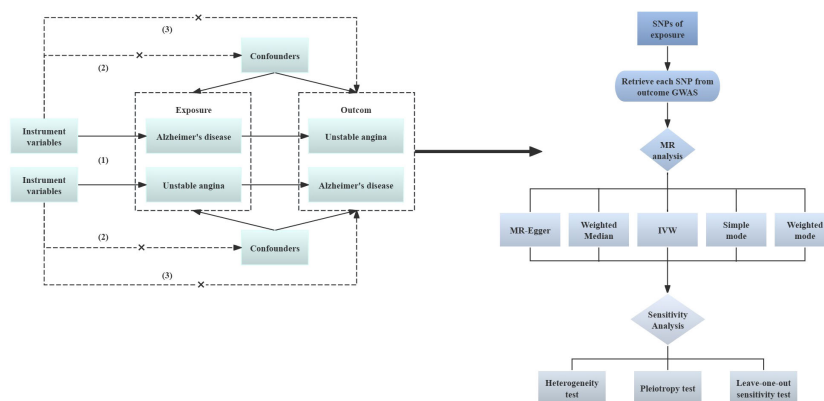 (3)
(2)
Confounders
Exposure
Outcom
Instrument
variables
Alzheimer's disease
Unstable angina
(1)
Instrument
variables
Unstable angina
Alzheimer's disease
(2)
Confounders
(3)
SNPs of
exposure
Retrieve each SNP from
outcome GWAS
MR
analysis
MR-Egger
Weighted
Median
IVW
Simple
mode
Weighted
mode
Sensitivity
Analysis
Heterogeneity
test
Pleiotropy test
Leave-one-out
sensitivity test